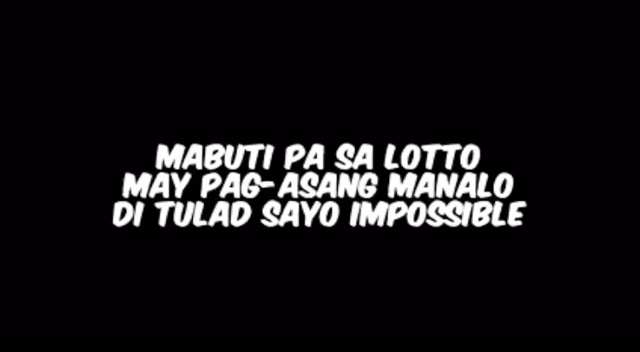 MABUTI PA SA LOTTO
MAY PAG-ASANG MANALO
DI TULAD SAYO IMPOSSIBLE